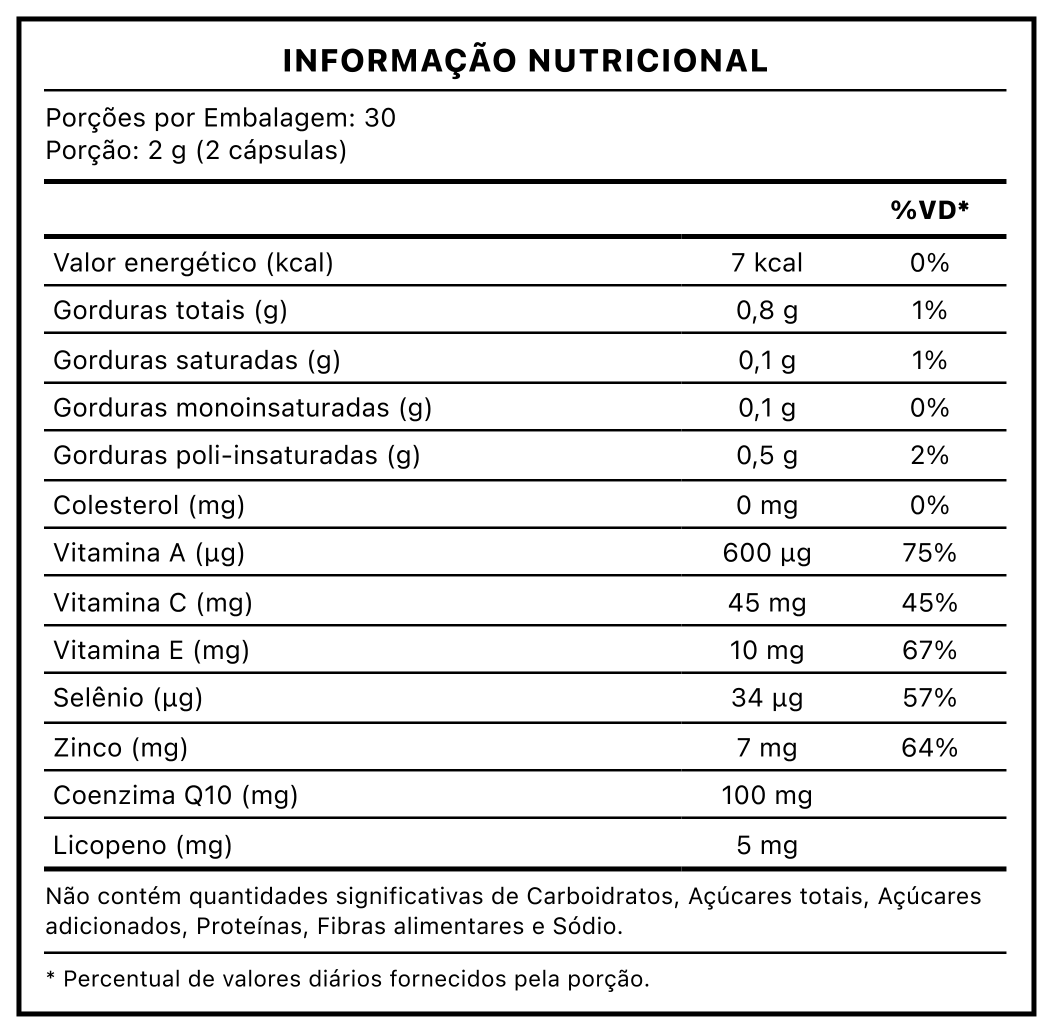 INFORMAÇÃO NUTRICIONAL
Porções por Embalagem: 30
Porção: 2 g (2 cápsulas)
%VD*
Valor energético (kcal) 7 kcal 0%
Gorduras totais (g) 0,8 g 1%
Gorduras saturadas (g) 0,1 g 1%
Gorduras monoinsaturadas (g) 0,1 g 0%
Gorduras poli-insaturadas (g) 0,5 g 2%
Colesterol (mg) 0 mg 0%
Vitamina A (µg) 600 µg 75%
Vitamina C (mg) 45 mg 45%
Vitamina E (mg) 10 mg 67%
Selênio (µg) 34 µg 57%
Zinco (mg) 7 mg 64%
Coenzima Q10 (mg) 100 mg
Licopeno (mg) 5 mg
Não contém quantidades significativas de Carboidratos, Açúcares totais, Açúcares
adicionados, Proteínas, Fibras alimentares e Sódio.
* Percentual de valores diários fornecidos pela porção.